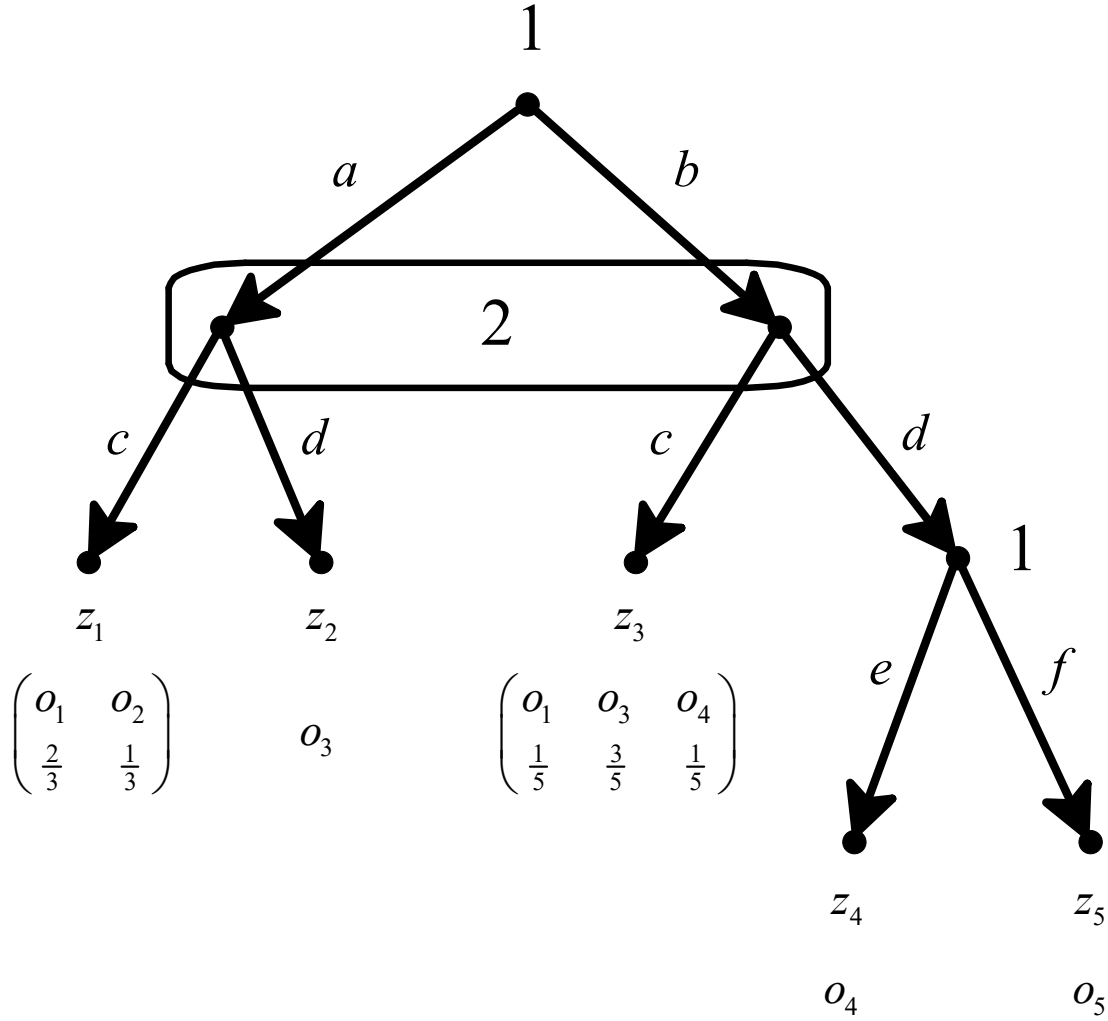 1
a b
2
c d c d
1
z₁ z₂ z₃
e f
(o₁ o₂ o₃ (o₁ o₃ o₄
2/3 1/3) 1/5 3/5 1/5)
z₄ z₅
o₄ o₅